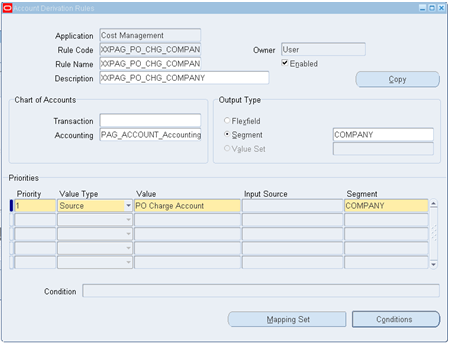 Account Derivation Rules
Application Cost Management
Rule Code XXPAG_PO_CHG_COMPAN Owner User
Rule Name XXPAG_PO_CHG_COMPAN Enabled
Description XXPAG_PO_CHG_COMPANY Copy
Chart of Accounts Output Type
Transaction Flexfield
Accounting PAG_ACCOUNT_Accounting Segment COMPANY
Value Set
Priorities
Priority Value Type Value Input Source Segment
1 Source PO Charge Account COMPANY
Condition
Mapping Set Conditions